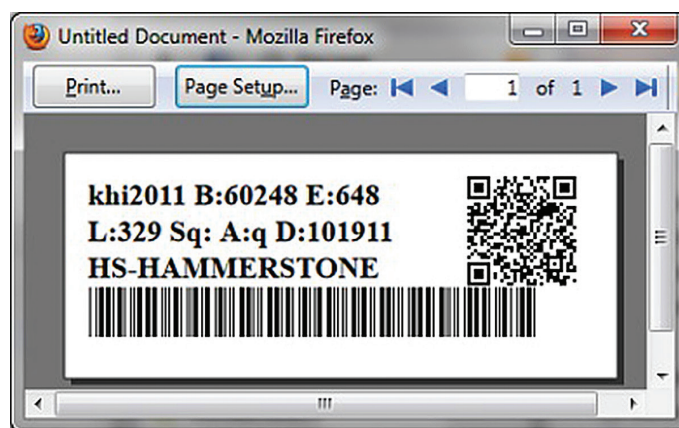 Untitled Document - Mozilla Firefox
Print... Page Setup... Page: 1 of 1
khi2011 B:60248 E:648
L:329 Sq: A:q D:101911
HS-HAMMERSTONE